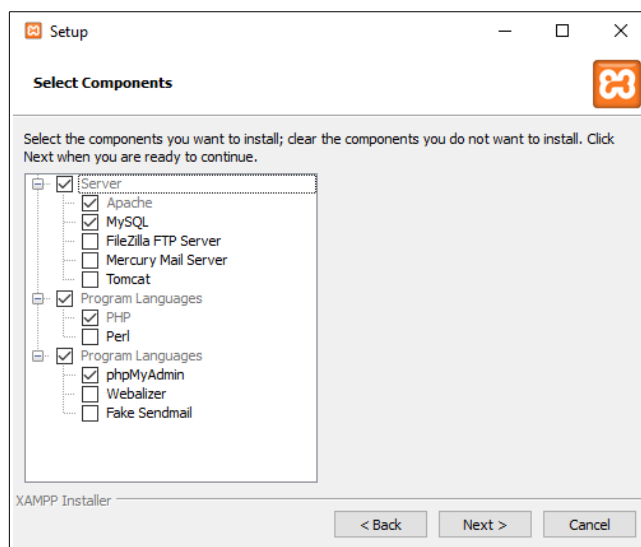 Setup
Select Components
Select the components you want to install; clear the components you do not want to install. Click
Next when you are ready to continue.
Server
Apache
MySQL
FileZilla FTP Server
Mercury Mail Server
Tomcat
Program Languages
PHP
Perl
Program Languages
phpMyAdmin
Webalizer
Fake Sendmail
XAMPP Installer
< Back Next > Cancel